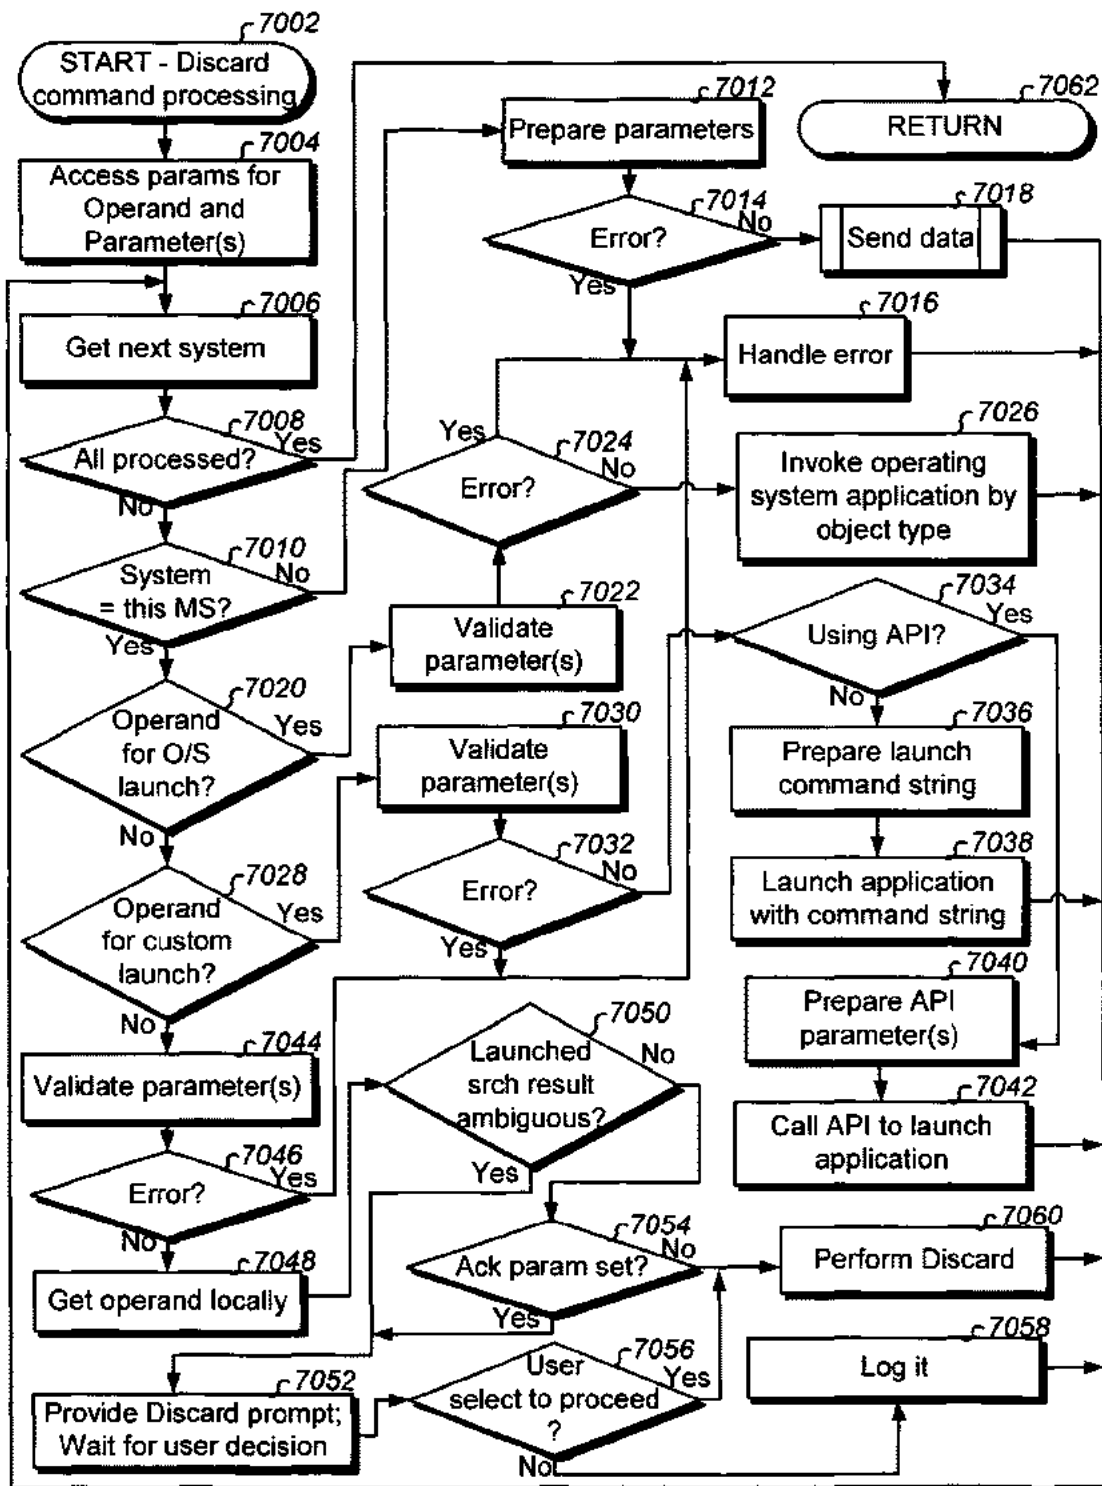 7002
START - Discard
command processing
7004
Access params for
Operand and
Parameter(s)
7006
Get next system
7008
All processed?
Yes
No
7010
System
= this MS?
No
Yes
7020
Operand
for O/S
launch?
Yes
No
7028
Operand
for custom
launch?
Yes
No
7044
Validate parameter(s)
7046
Error?
Yes
No
7048
Get operand locally
7052
Provide Discard prompt;
Wait for user decision
7012
Prepare parameters
7014
Error?
No
Yes
7018
Send data
7016
Handle error
7062
RETURN
7024
Error?
Yes
No
7026
Invoke operating
system application by
object type
7022
Validate
parameter(s)
7030
Validate
parameter(s)
7032
Error?
No
Yes
7034
Using API?
Yes
No
7036
Prepare launch
command string
7038
Launch application
with command string
7040
Prepare API
parameter(s)
7042
Call API to launch
application
7050
Launched
srch result
ambiguous?
No
Yes
7054
Ack param set?
No
Yes
7056
User
select to proceed
?
Yes
No
7060
Perform Discard
7058
Log it